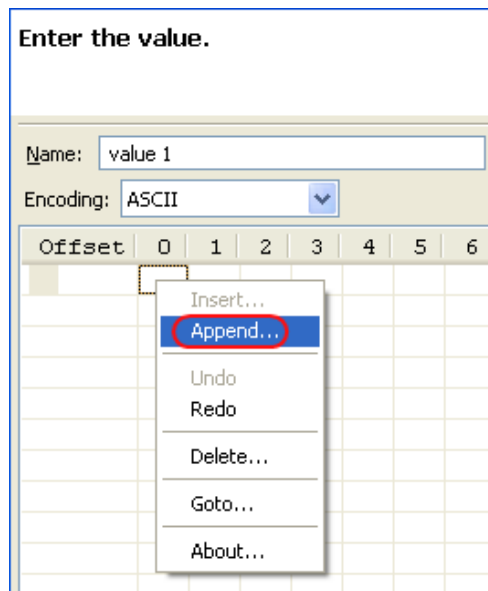 Enter the value.
Name: value 1
Encoding: ASCII
Offset 0 1 2 3 4 5 6
Insert...
Append...
Undo
Redo
Delete...
Goto...
About...